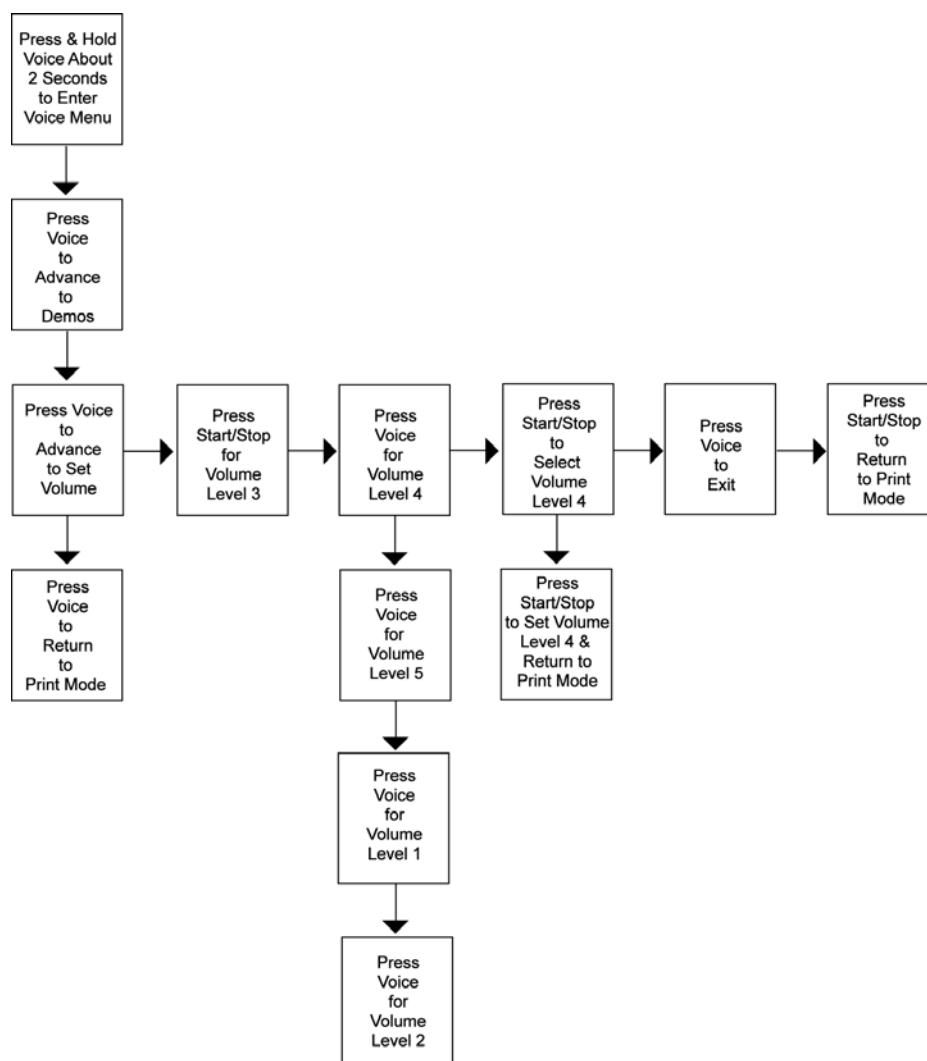 Press & Hold
Voice About
2 Seconds
to Enter
Voice Menu
Press
Voice
to
Advance
to
Demos
Press Voice
to
Advance
to Set
Volume
Press
Start/Stop
for
Volume
Level 3
Press
Voice
for
Volume
Level 4
Press
Start/Stop
to
Select
Volume
Level 4
Press
Voice
to
Exit
Press
Start/Stop
to
Return
to Print
Mode
Press
Voice
to
Return
to
Print Mode
Press
Voice
for
Volume
Level 5
Press
Start/Stop
to Set Volume
Level 4 &
Return to
Print Mode
Press
Voice
for
Volume
Level 1
Press
Voice
for
Volume
Level 2